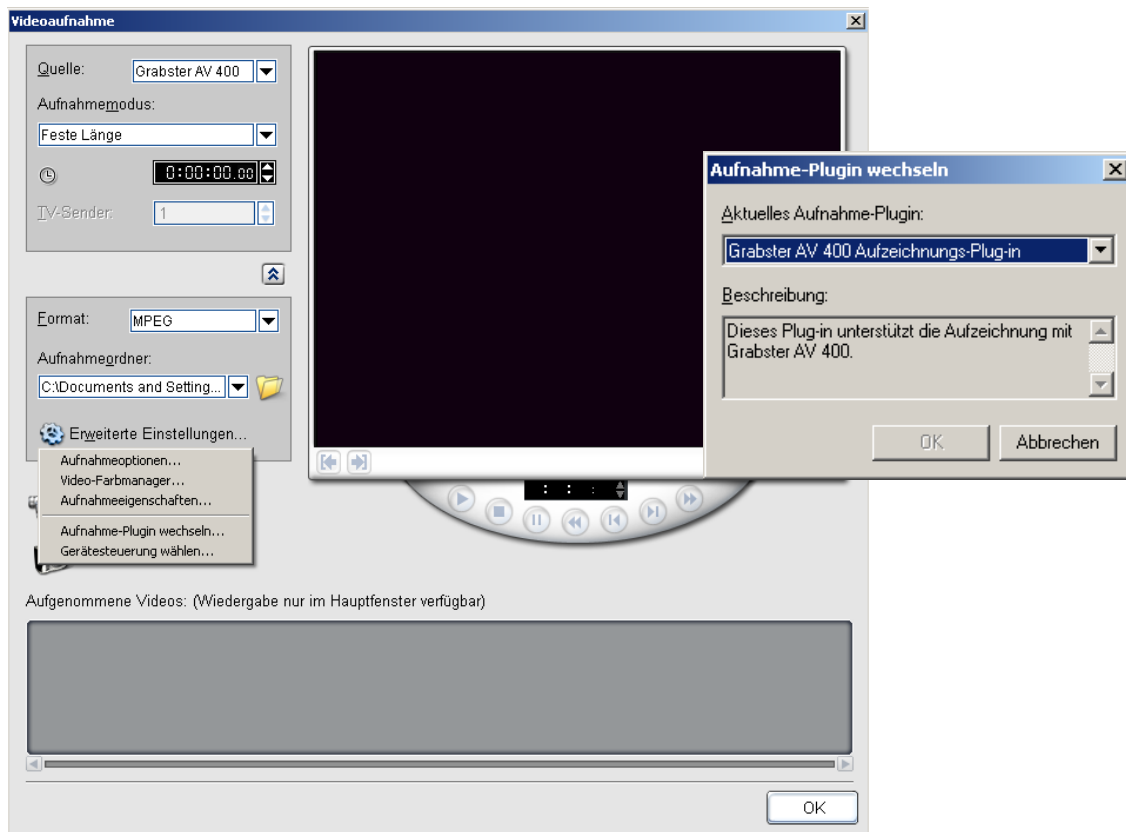 Videoaufnahme
Quelle: Grabster AV 400
Aufnahmemodus:
Feste Länge
0:00:00.00
TV-Sender: 1
Format: MPEG
Aufnahmeordner:
C:\Documents and Setting...
Erweiterte Einstellungen...
Aufnahmeoptionen...
Video-Farbmanager...
Aufnahmeeigenschaften...
Aufnahme-Plugin wechseln...
Gerätesteuerung wählen...
: : :
Aufgenommene Videos: (Wiedergabe nur im Hauptfenster verfügbar)
OK
Aufnahme-Plugin wechseln
Aktuelles Aufnahme-Plugin:
Grabster AV 400 Aufzeichnungs-Plug-in
Beschreibung:
Dieses Plug-in unterstützt die Aufzeichnung mit
Grabster AV 400.
OK Abbrechen